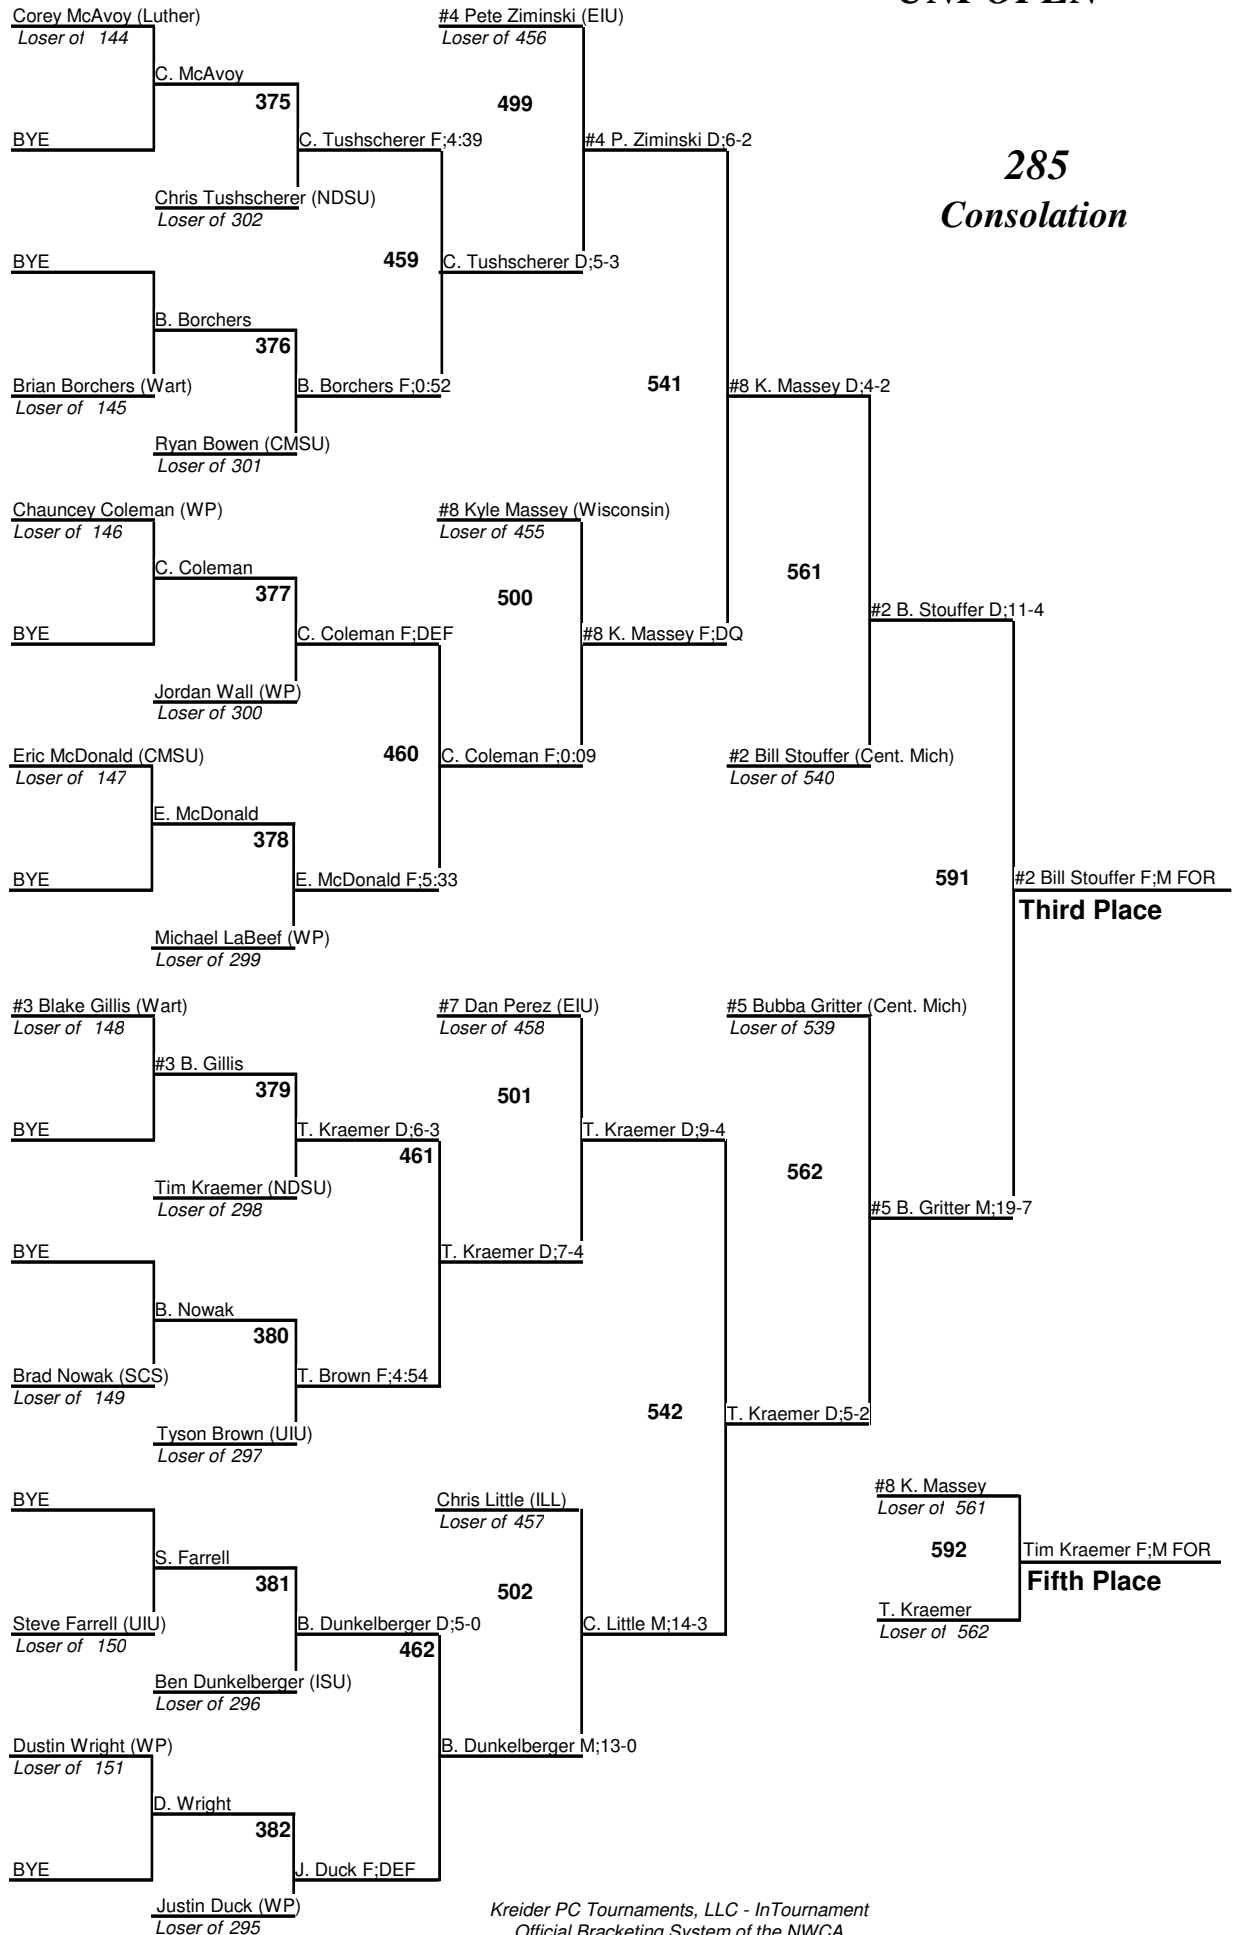 UNI OPEN
285
Consolation
Corey McAvoy (Luther)
Loser of 144
C. McAvoy
375
BYE
C. Tushscherer F;4:39
Chris Tushscherer (NDSU)
Loser of 302
BYE
459
C. Tushscherer D;5-3
B. Borchers
376
Brian Borchers (Wart)
Loser of 145
B. Borchers F;0:52
Ryan Bowen (CMSU)
Loser of 301
#4 Pete Ziminski (EIU)
Loser of 456
499
#4 P. Ziminski D;6-2
541
#8 K. Massey D;4-2
Chauncey Coleman (WP)
Loser of 146
C. Coleman
377
BYE
C. Coleman F;DEF
Jordan Wall (WP)
Loser of 300
#8 Kyle Massey (Wisconsin)
Loser of 455
500
#8 K. Massey F;DQ
561
#2 B. Stouffer D;11-4
Eric McDonald (CMSU)
Loser of 147
460
C. Coleman F;0:09
#2 Bill Stouffer (Cent. Mich)
Loser of 540
E. McDonald
378
BYE
E. McDonald F;5:33
Michael LaBeef (WP)
Loser of 299
591
#2 Bill Stouffer F;M FOR
Third Place
#3 Blake Gillis (Wart)
Loser of 148
#3 B. Gillis
379
BYE
T. Kraemer D;6-3
461
Tim Kraemer (NDSU)
Loser of 298
#7 Dan Perez (EIU)
Loser of 458
501
T. Kraemer D;9-4
#5 Bubba Gritter (Cent. Mich)
Loser of 539
562
#5 B. Gritter M;19-7
BYE
T. Kraemer D;7-4
B. Nowak
380
Brad Nowak (SCS)
Loser of 149
T. Brown F;4:54
Tyson Brown (UIU)
Loser of 297
542
T. Kraemer D;5-2
BYE
S. Farrell
381
Steve Farrell (UIU)
Loser of 150
B. Dunkelberger D;5-0
462
Ben Dunkelberger (ISU)
Loser of 296
Chris Little (ILL)
Loser of 457
502
C. Little M;14-3
#8 K. Massey
Loser of 561
592
Tim Kraemer F;M FOR
Fifth Place
T. Kraemer
Loser of 562
Dustin Wright (WP)
Loser of 151
B. Dunkelberger M;13-0
D. Wright
382
BYE
J. Duck F;DEF
Justin Duck (WP)
Loser of 295
Kreider PC Tournaments, LLC - InTournament
Official Bracketing System of the NWCA